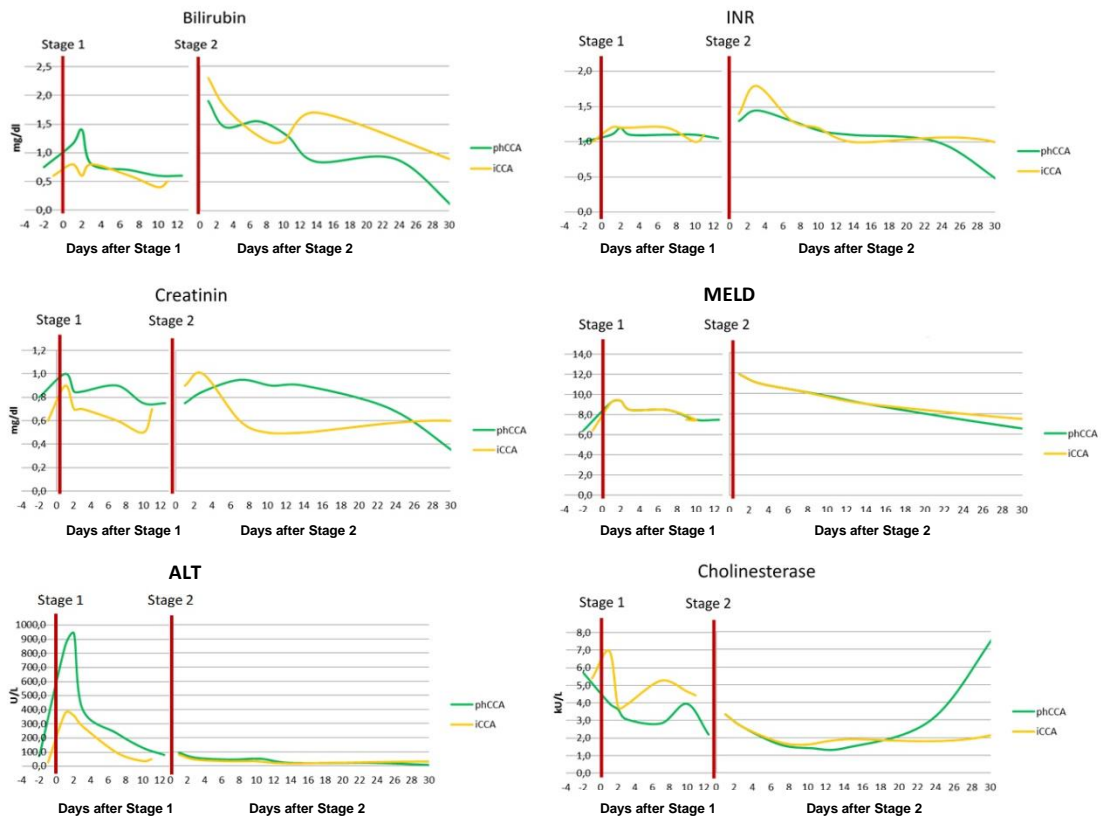 Bilirubin
Stage 1
Stage 2
mg/dl
2,5
2,0
1,5
1,0
0,5
0,0
-4 -2 0 2 4 6 8 10 12
0 2 4 6 8 10 12 14 16 18 20 22 24 26 28 30
Days after Stage 1
Days after Stage 2
phCCA
iCCA
INR
Stage 1
Stage 2
2,0
1,5
1,0
0,5
0,0
-4 -2 0 2 4 6 8 10 12
0 2 4 6 8 10 12 14 16 18 20 22 24 26 28 30
Days after Stage 1
Days after Stage 2
phCCA
iCCA
Creatinin
Stage 1
Stage 2
mg/dl
1,2
1,0
0,8
0,6
0,4
0,2
0,0
-4 -2 0 2 4 6 8 10 12
0 2 4 6 8 10 12 14 16 18 20 22 24 26 28 30
Days after Stage 1
Days after Stage 2
phCCA
iCCA
MELD
Stage 1
Stage 2
14,0
12,0
10,0
8,0
6,0
4,0
2,0
0,0
-4 -2 0 2 4 6 8 10 12
0 2 4 6 8 10 12 14 16 18 20 22 24 26 28 30
Days after Stage 1
Days after Stage 2
phCCA
iCCA
ALT
Stage 1
Stage 2
U/L
1000,0
900,0
800,0
700,0
600,0
500,0
400,0
300,0
200,0
100,0
0,0
-4 -2 0 2 4 6 8 10 12
0 2 4 6 8 10 12 14 16 18 20 22 24 26 28 30
Days after Stage 1
Days after Stage 2
phCCA
iCCA
Cholinesterase
Stage 1
Stage 2
kU/L
8,0
7,0
6,0
5,0
4,0
3,0
2,0
1,0
0,0
-4 -2 0 2 4 6 8 10 12
0 2 4 6 8 10 12 14 16 18 20 22 24 26 28 30
Days after Stage 1
Days after Stage 2
phCCA
iCCA